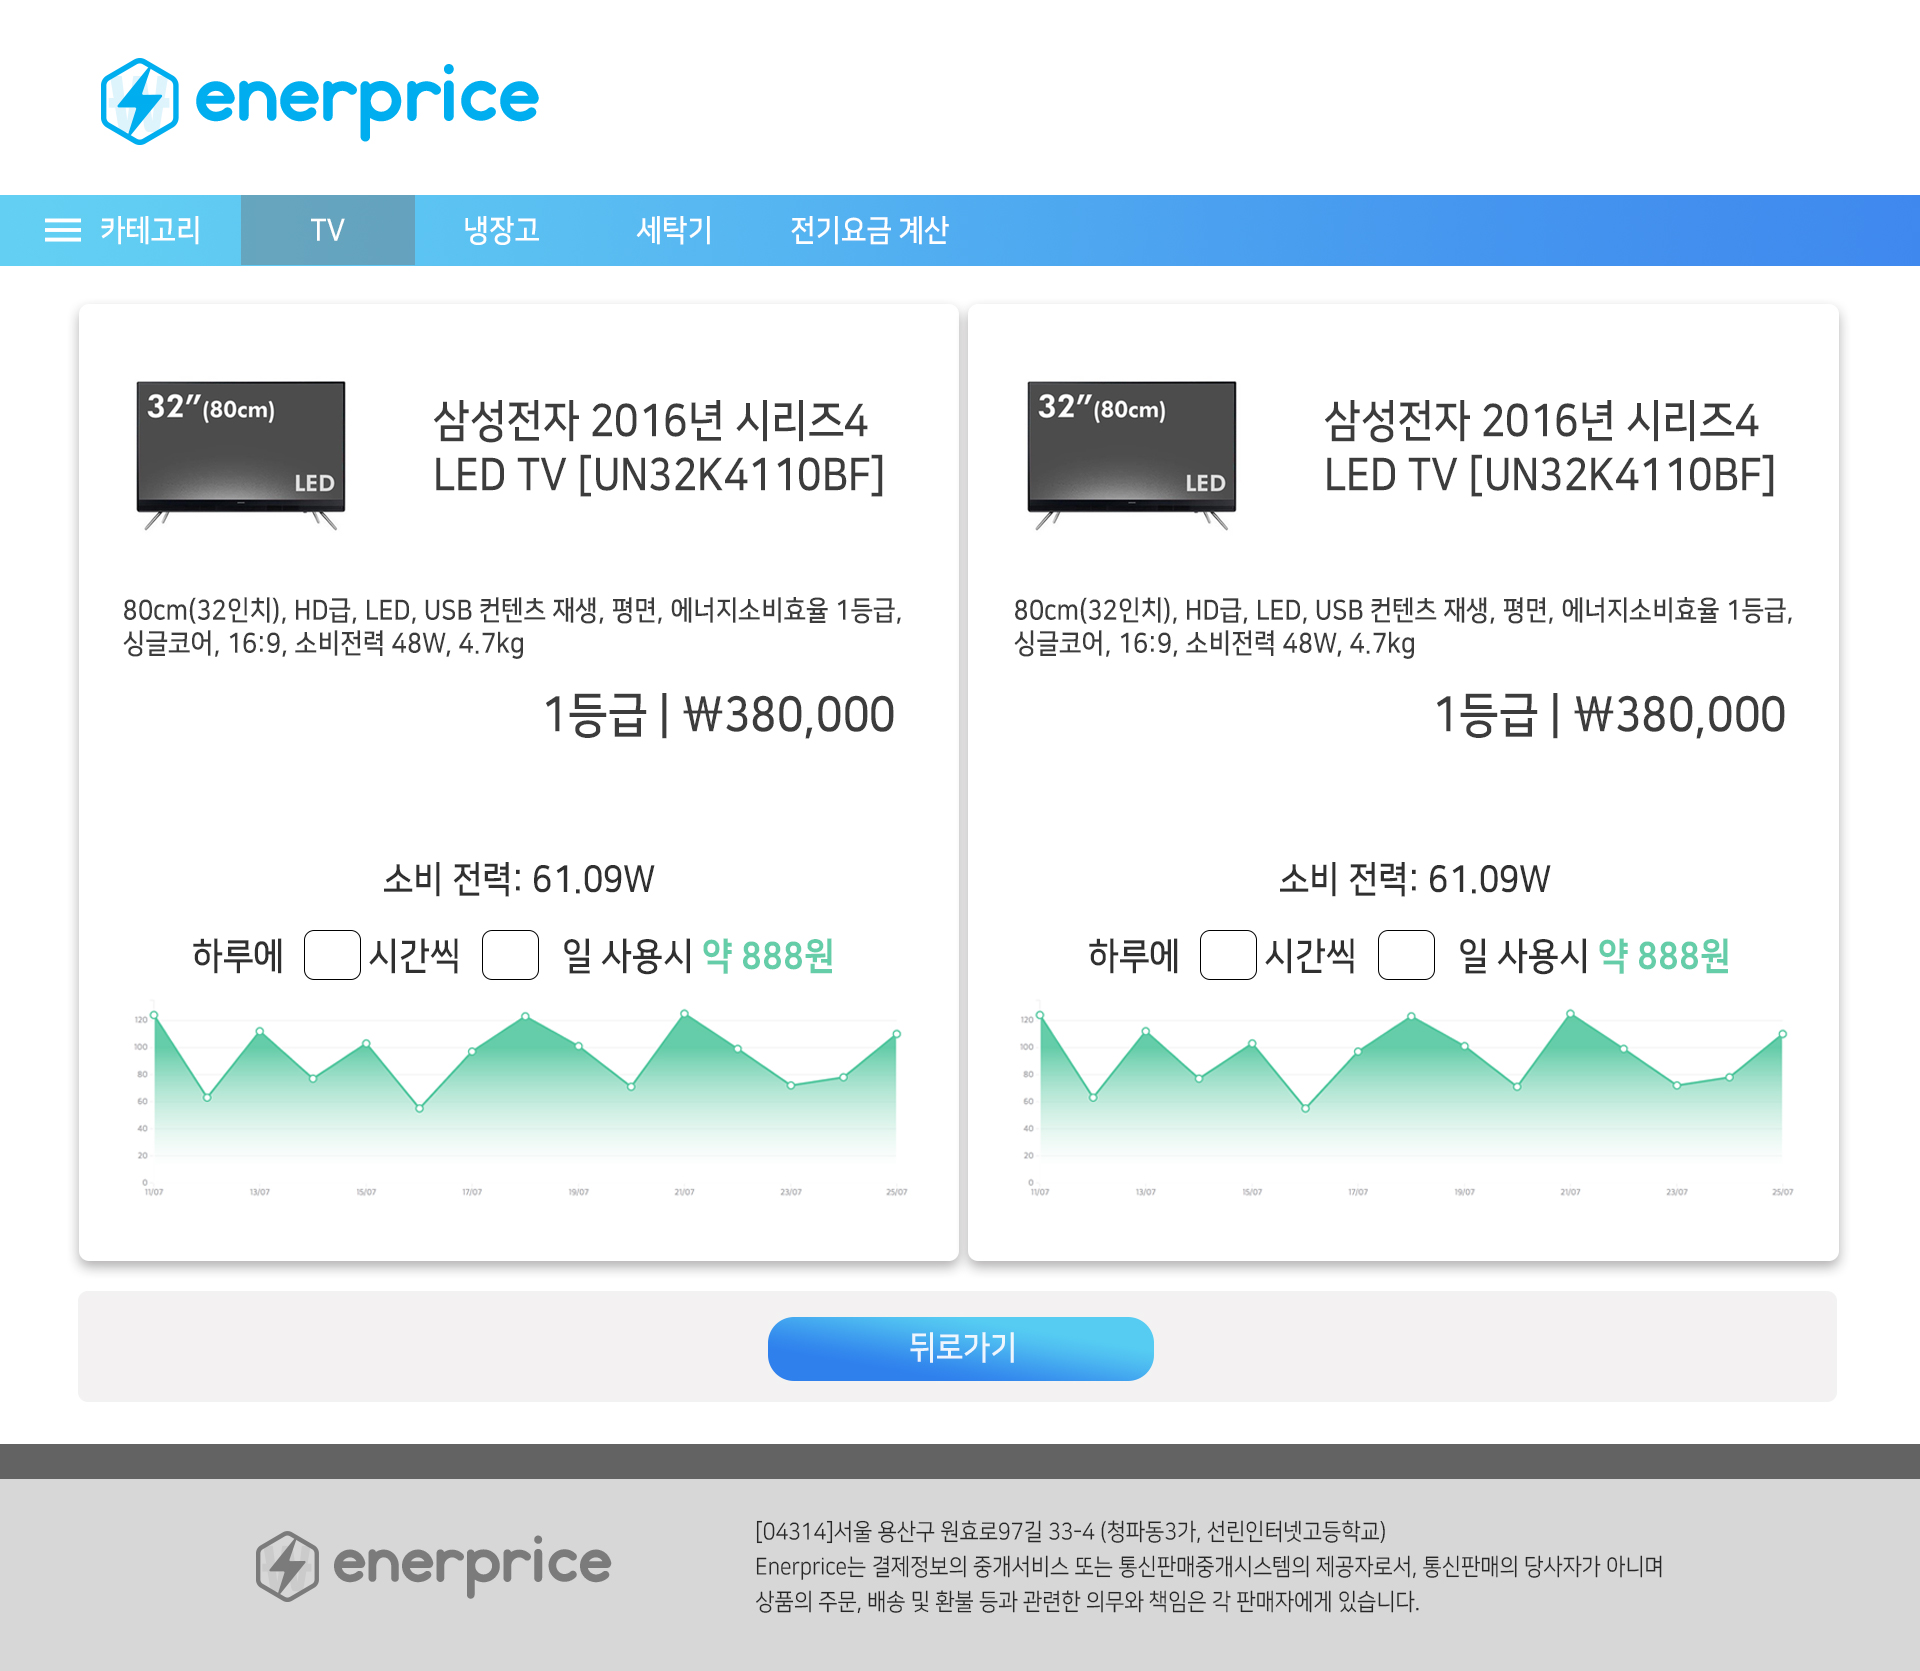 enerprice
카테고리 TV 냉장고 세탁기 전기요금 계산
32″(80cm)
LED
삼성전자 2016년 시리즈4
LED TV [UN32K4110BF]
80cm(32인치), HD급, LED, USB 컨텐츠 재생, 평면, 에너지소비효율 1등급,
싱글코어, 16:9, 소비전력 48W, 4.7kg
1등급 | ₩380,000
소비 전력: 61.09W
하루에 시간씩 일 사용시 약 888원
120
100
80
60
40
20
0
11/07 13/07 15/07 17/07 19/07 21/07 23/07 25/07
32″(80cm)
LED
삼성전자 2016년 시리즈4
LED TV [UN32K4110BF]
80cm(32인치), HD급, LED, USB 컨텐츠 재생, 평면, 에너지소비효율 1등급,
싱글코어, 16:9, 소비전력 48W, 4.7kg
1등급 | ₩380,000
소비 전력: 61.09W
하루에 시간씩 일 사용시 약 888원
120
100
80
60
40
20
0
11/07 13/07 15/07 17/07 19/07 21/07 23/07 25/07
뒤로가기
enerprice
[04314]서울 용산구 원효로97길 33-4 (청파동3가, 선린인터넷고등학교)
Enerprice는 결제정보의 중개서비스 또는 통신판매중개시스템의 제공자로서, 통신판매의 당사자가 아니며
상품의 주문, 배송 및 환불 등과 관련한 의무와 책임은 각 판매자에게 있습니다.